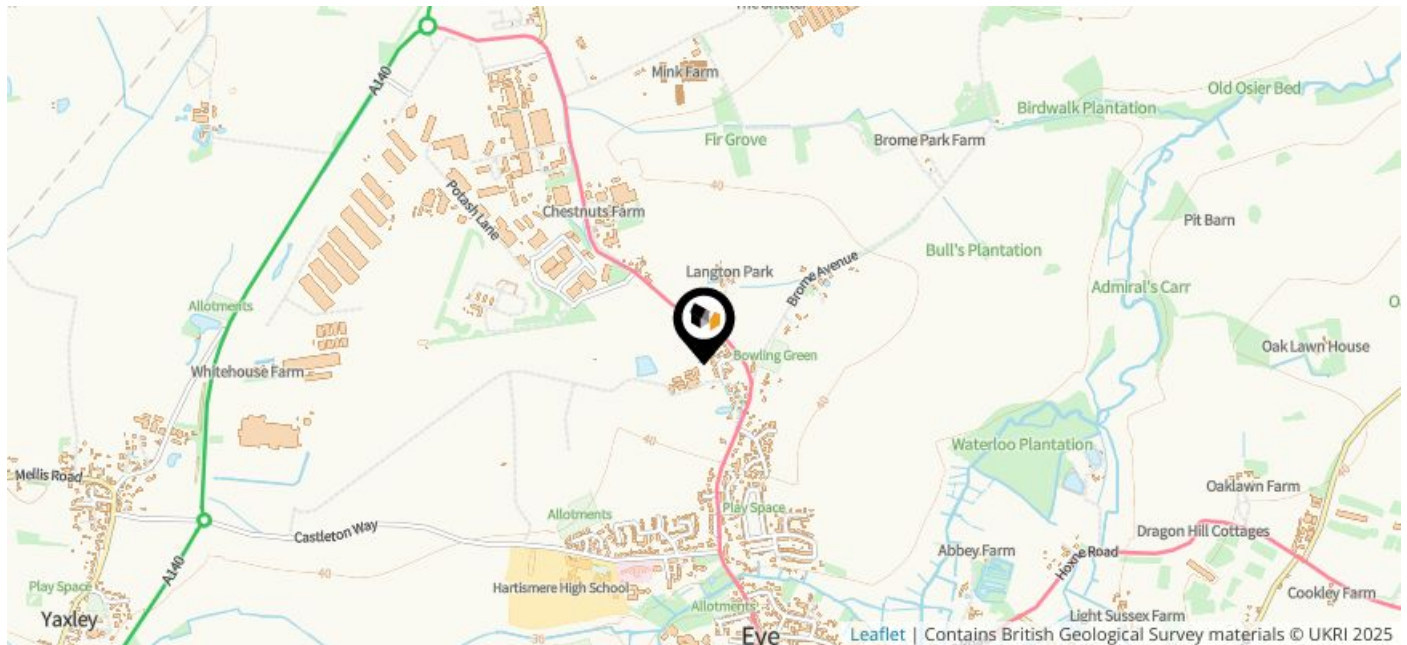 The Shelter
Mink Farm
A140
Old Osier Bed
Birdwalk Plantation
Fir Grove
Brome Park Farm
Potash Lane
Chestnuts Farm
40
Pit Barn
Bull's Plantation
Langton Park
Brome Avenue
Admiral's Carr
Allotments
Oak Lawn House
Bowling Green
Whitehouse Farm
40
40
40
Waterloo Plantation
Mellis Road
Oaklawn Farm
Play Space
Allotments
Castleton Way
Dragon Hill Cottages
Abbey Farm
Hoxne Road
40
A140
Play Space
Hartismere High School
Cookley Farm
Allotments
Light Sussex Farm
Yaxley
30
Eye
Leaflet | Contains British Geological Survey materials © UKRI 2025